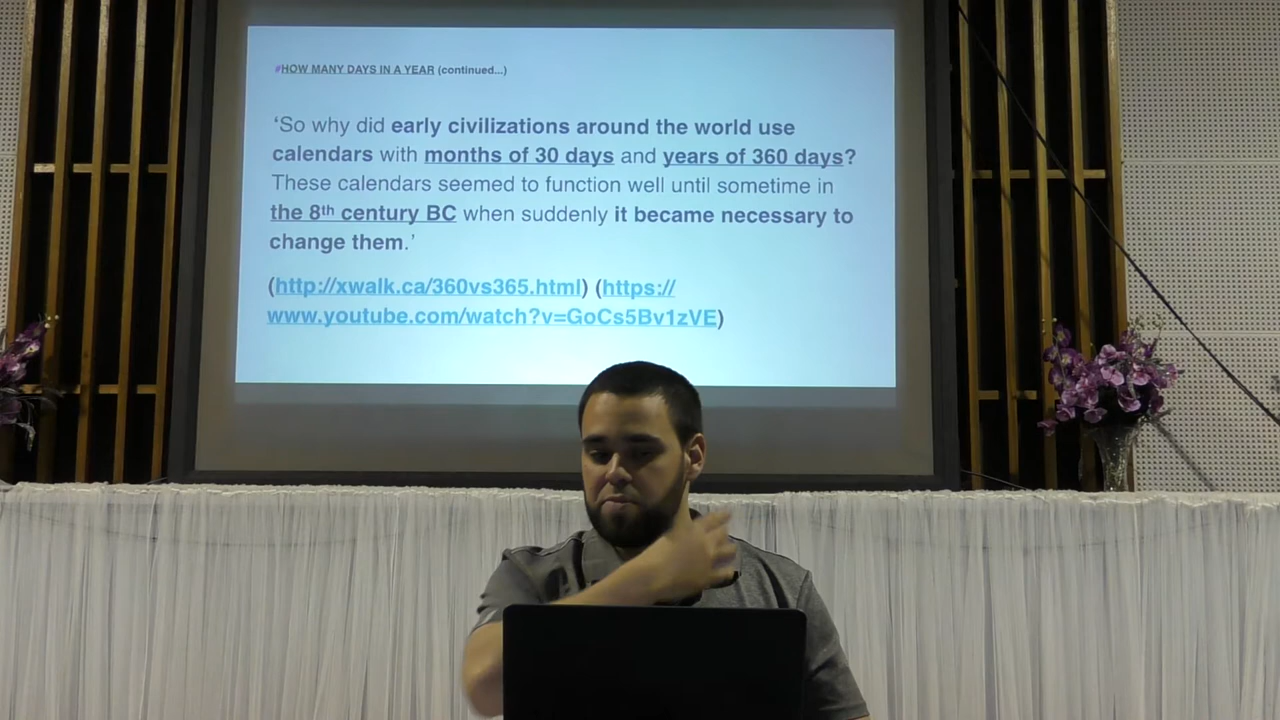 #HOW MANY DAYS IN A YEAR (continued...)
‘So why did early civilizations around the world use
calendars with months of 30 days and years of 360 days?
These calendars seemed to function well until sometime in
the 8th century BC when suddenly it became necessary to
change them.’
(http://xwalk.ca/360vs365.html) (https://
www.youtube.com/watch?v=GoCs5Bv1zVE)